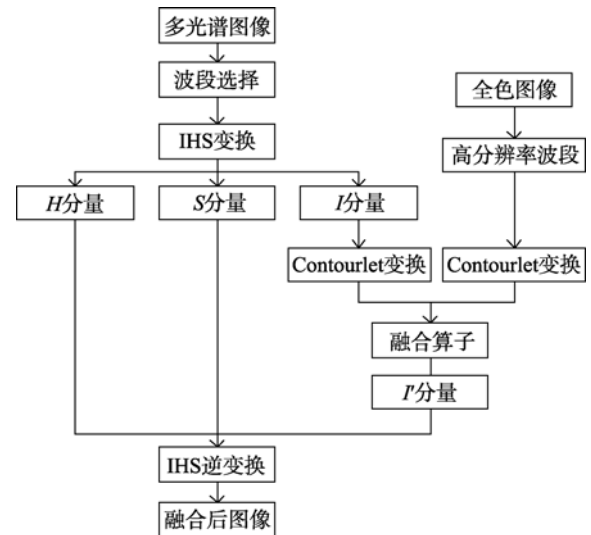 多光谱图像
波段选择
全色图像
IHS变换
高分辨率波段
H分量
S分量
I分量
Contourlet变换
Contourlet变换
融合算子
I'分量
IHS逆变换
融合后图像